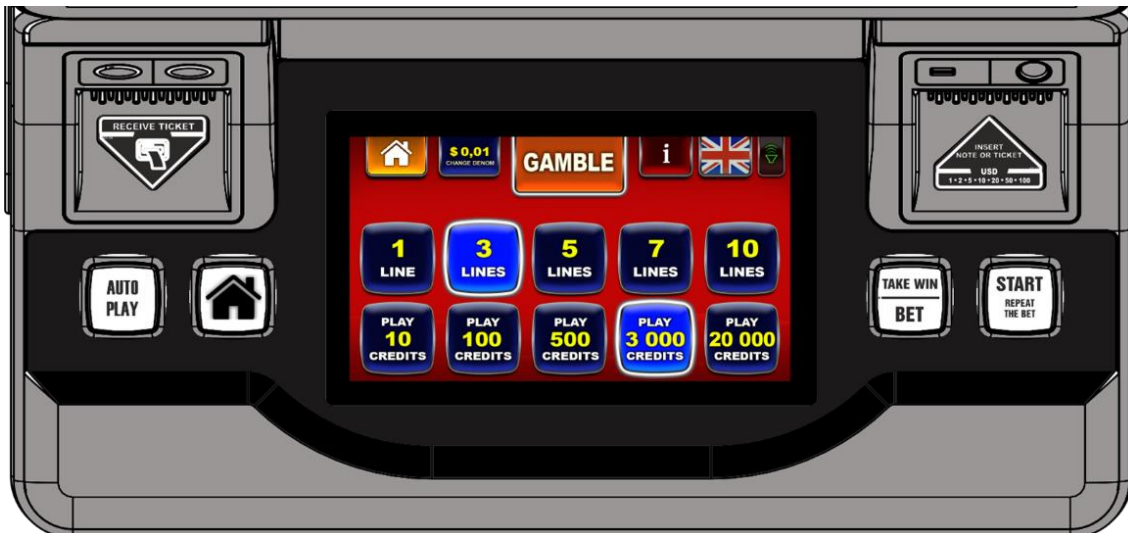 RECEIVE TICKET
INSERT
NOTE OR TICKET
USD
1•2•5•10•20•50•100
$ 0,01
CHANGE DENOM
GAMBLE
i
1
LINE
3
LINES
5
LINES
7
LINES
10
LINES
PLAY
10
CREDITS
PLAY
100
CREDITS
PLAY
500
CREDITS
PLAY
3 000
CREDITS
PLAY
20 000
CREDITS
AUTO
PLAY
TAKE WIN
BET
START
REPEAT
THE BET